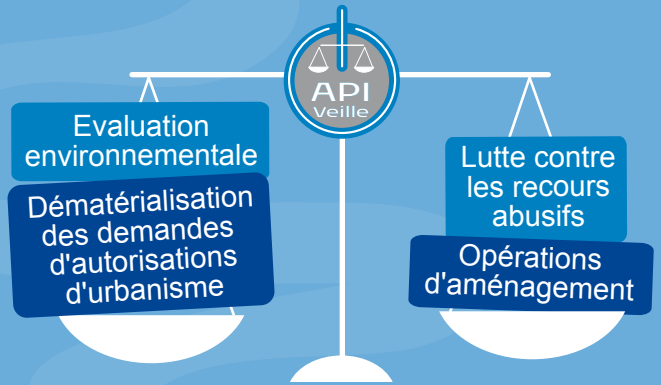 API
Veille
Evaluation
environnementale
Dématérialisation
des demandes
d'autorisations
d'urbanisme
Lutte contre
les recours
abusifs
Opérations
d'aménagement